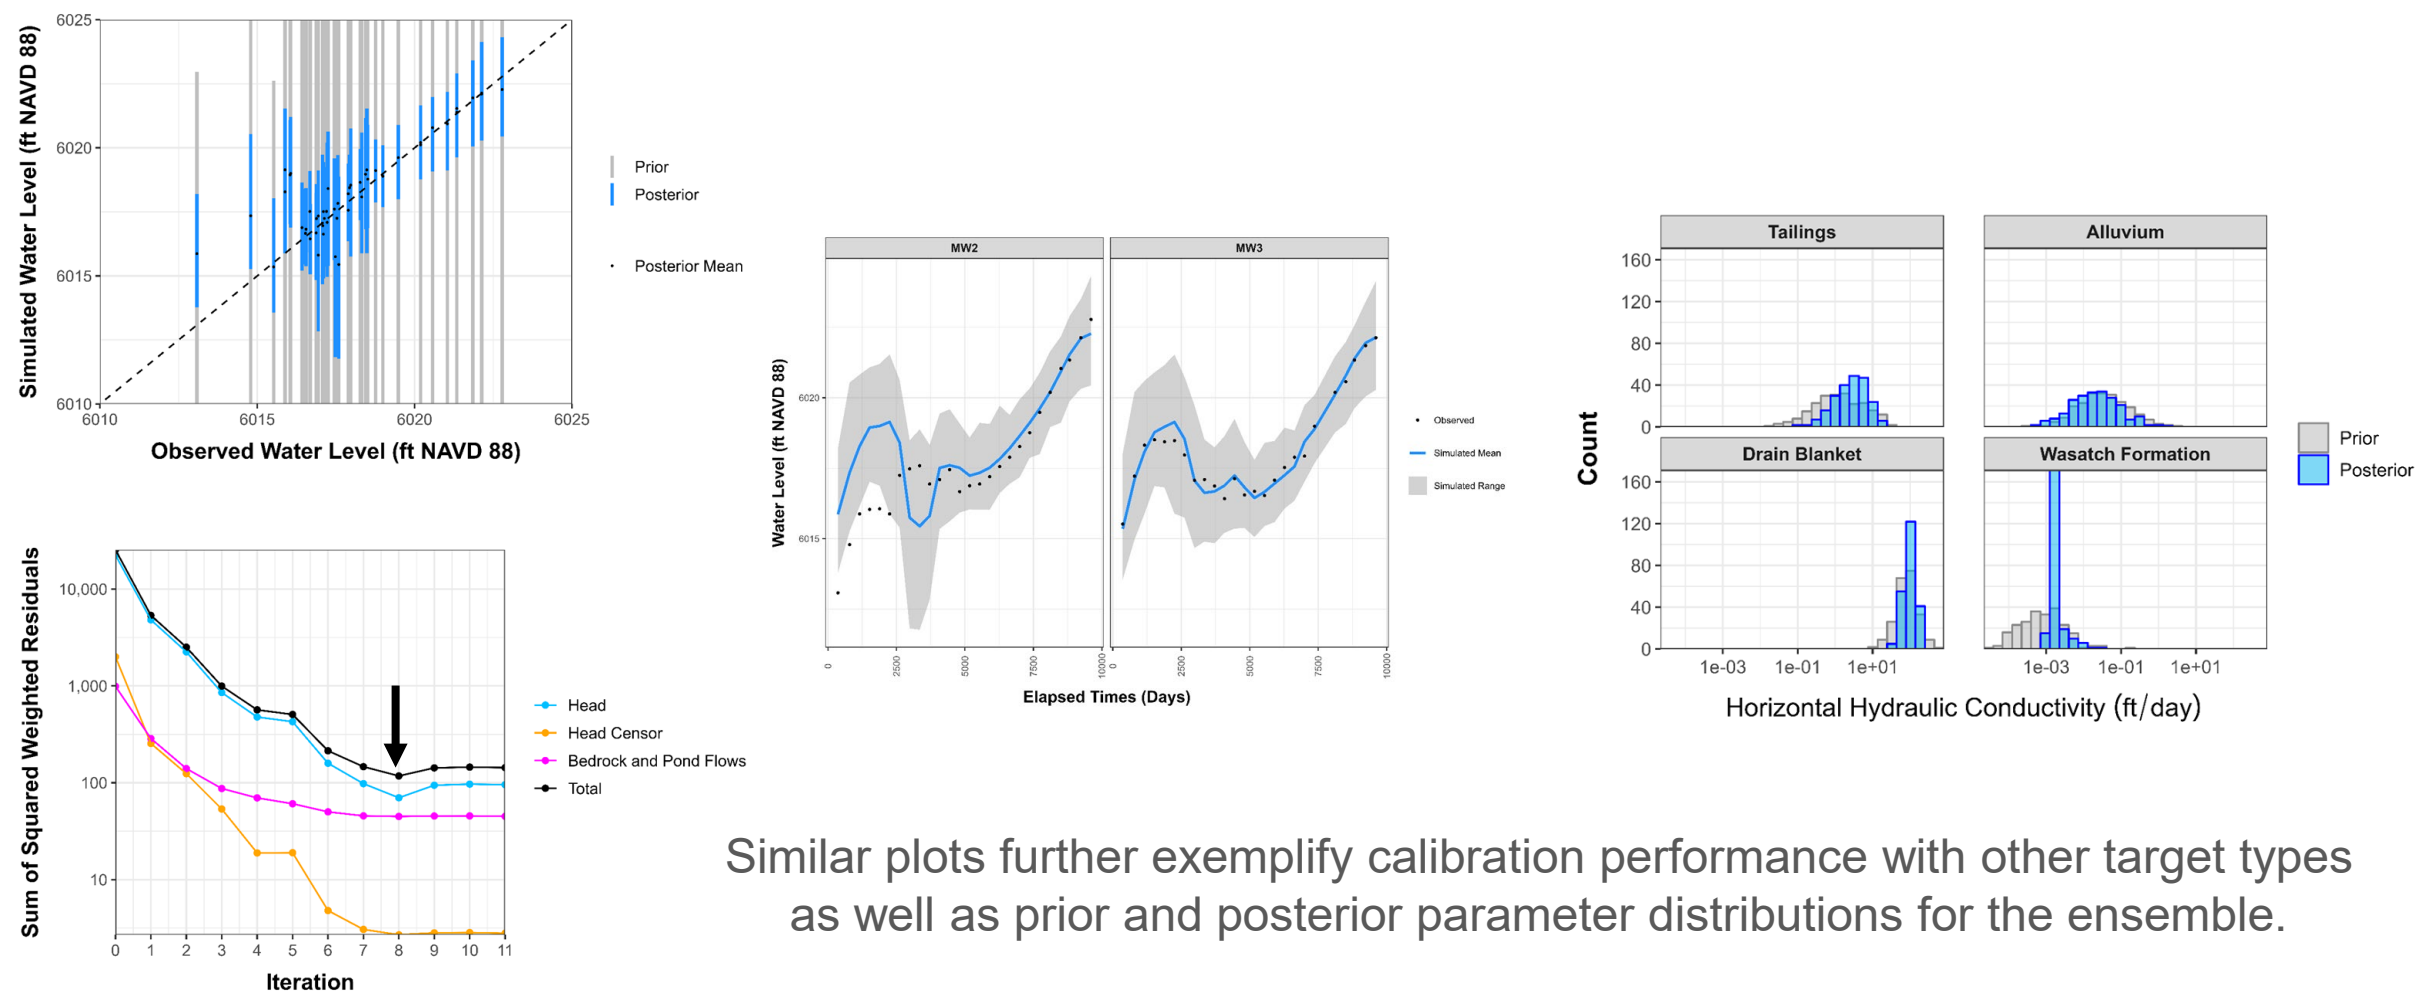 Simulated Water Level (ft NAVD 88)
6025
6020
6015
6010
6010
6015
6020
6025
Observed Water Level (ft NAVD 88)
Prior
Posterior
Posterior Mean
Sum of Squared Weighted Residuals
10,000
1,000
100
10
0 1 2 3 4 5 6 7 8 9 10 11
Iteration
Head
Head Censor
Bedrock and Pond Flows
Total
MW2
MW3
Water Level (ft NAVD 88)
6020
6015
0 2500 5000 7500 10000
0 2500 5000 7500 10000
Elapsed Times (Days)
Observed
Simulated Mean
Simulated Range
Tailings
Alluvium
160
120
80
40
0
Drain Blanket
Wasatch Formation
160
120
80
40
0
Count
1e-03 1e-01 1e+01
1e-03 1e-01 1e+01
Horizontal Hydraulic Conductivity (ft/day)
Prior
Posterior
Similar plots further exemplify calibration performance with other target types
as well as prior and posterior parameter distributions for the ensemble.